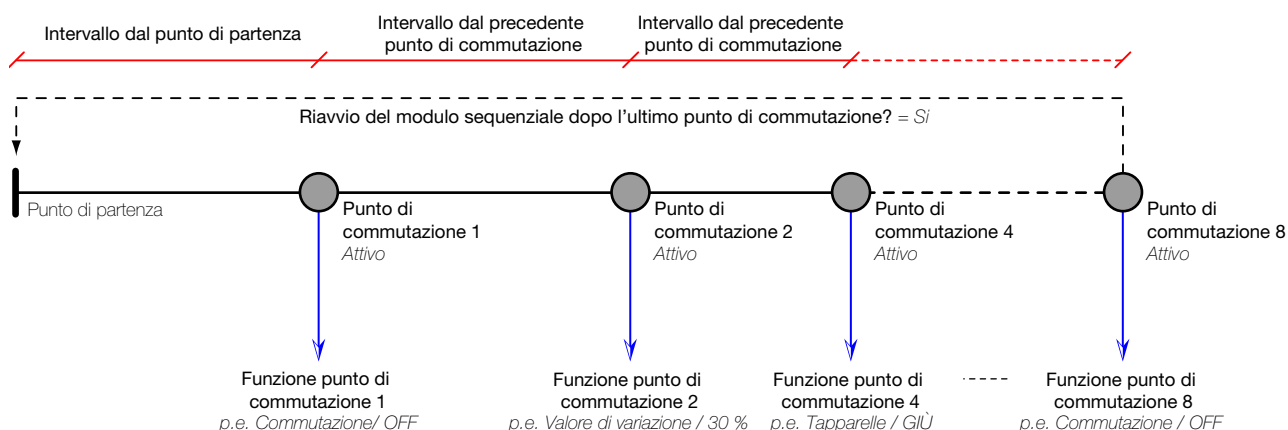 Intervallo dal punto di partenza
Intervallo dal precedente
punto di commutazione
Intervallo dal precedente
punto di commutazione
Riavvio del modulo sequenziale dopo l'ultimo punto di commutazione? = Si
Punto di partenza
Punto di
commutazione 1
Attivo
Punto di
commutazione 2
Attivo
Punto di
commutazione 4
Attivo
Punto di
commutazione 8
Attivo
Funzione punto di
commutazione 1
p.e. Commutazione/ OFF
Funzione punto di
commutazione 2
p.e. Valore di variazione / 30 %
Funzione punto di
commutazione 4
p.e. Tapparelle / GIÙ
Funzione punto di
commutazione 8
p.e. Commutazione / OFF